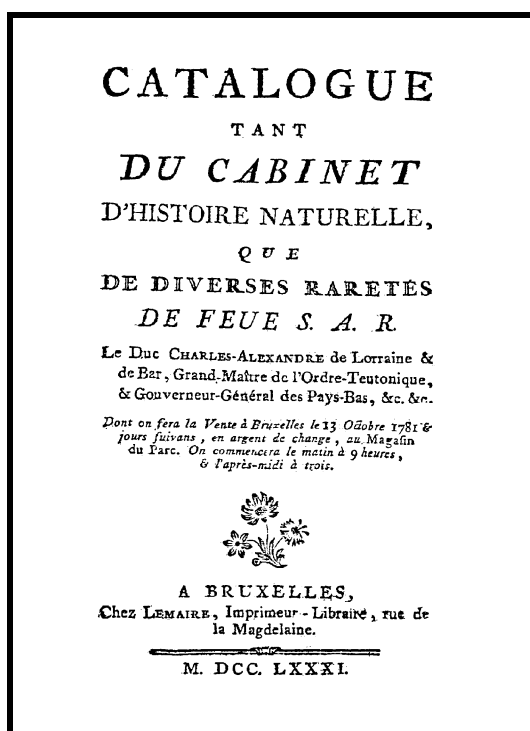 CATALOGUE
TANT
DU CABINET
D'HISTOIRE NATURELLE,
QUE
DE DIVERSES RARETÉS
DE FEUE S. A. R.
Le Duc CHARLES-ALEXANDRE de Lorraine &
de Bar, Grand-Maître de l'Ordre-Teutonique,
& Gouverneur-Général des Pays-Bas, &c. &c.
Dont on fera la Vente à Bruxelles le 13 Octobre 1781 &
jours suivans, en argent de change, au Magasin
du Parc. On commencera le matin à 9 heures,
& l'après-midi à trois.
A BRUXELLES,
Chez LEMAIRE, Imprimeur-Libraire, rue de
la Magdelaine.
M. DCC. LXXXI.